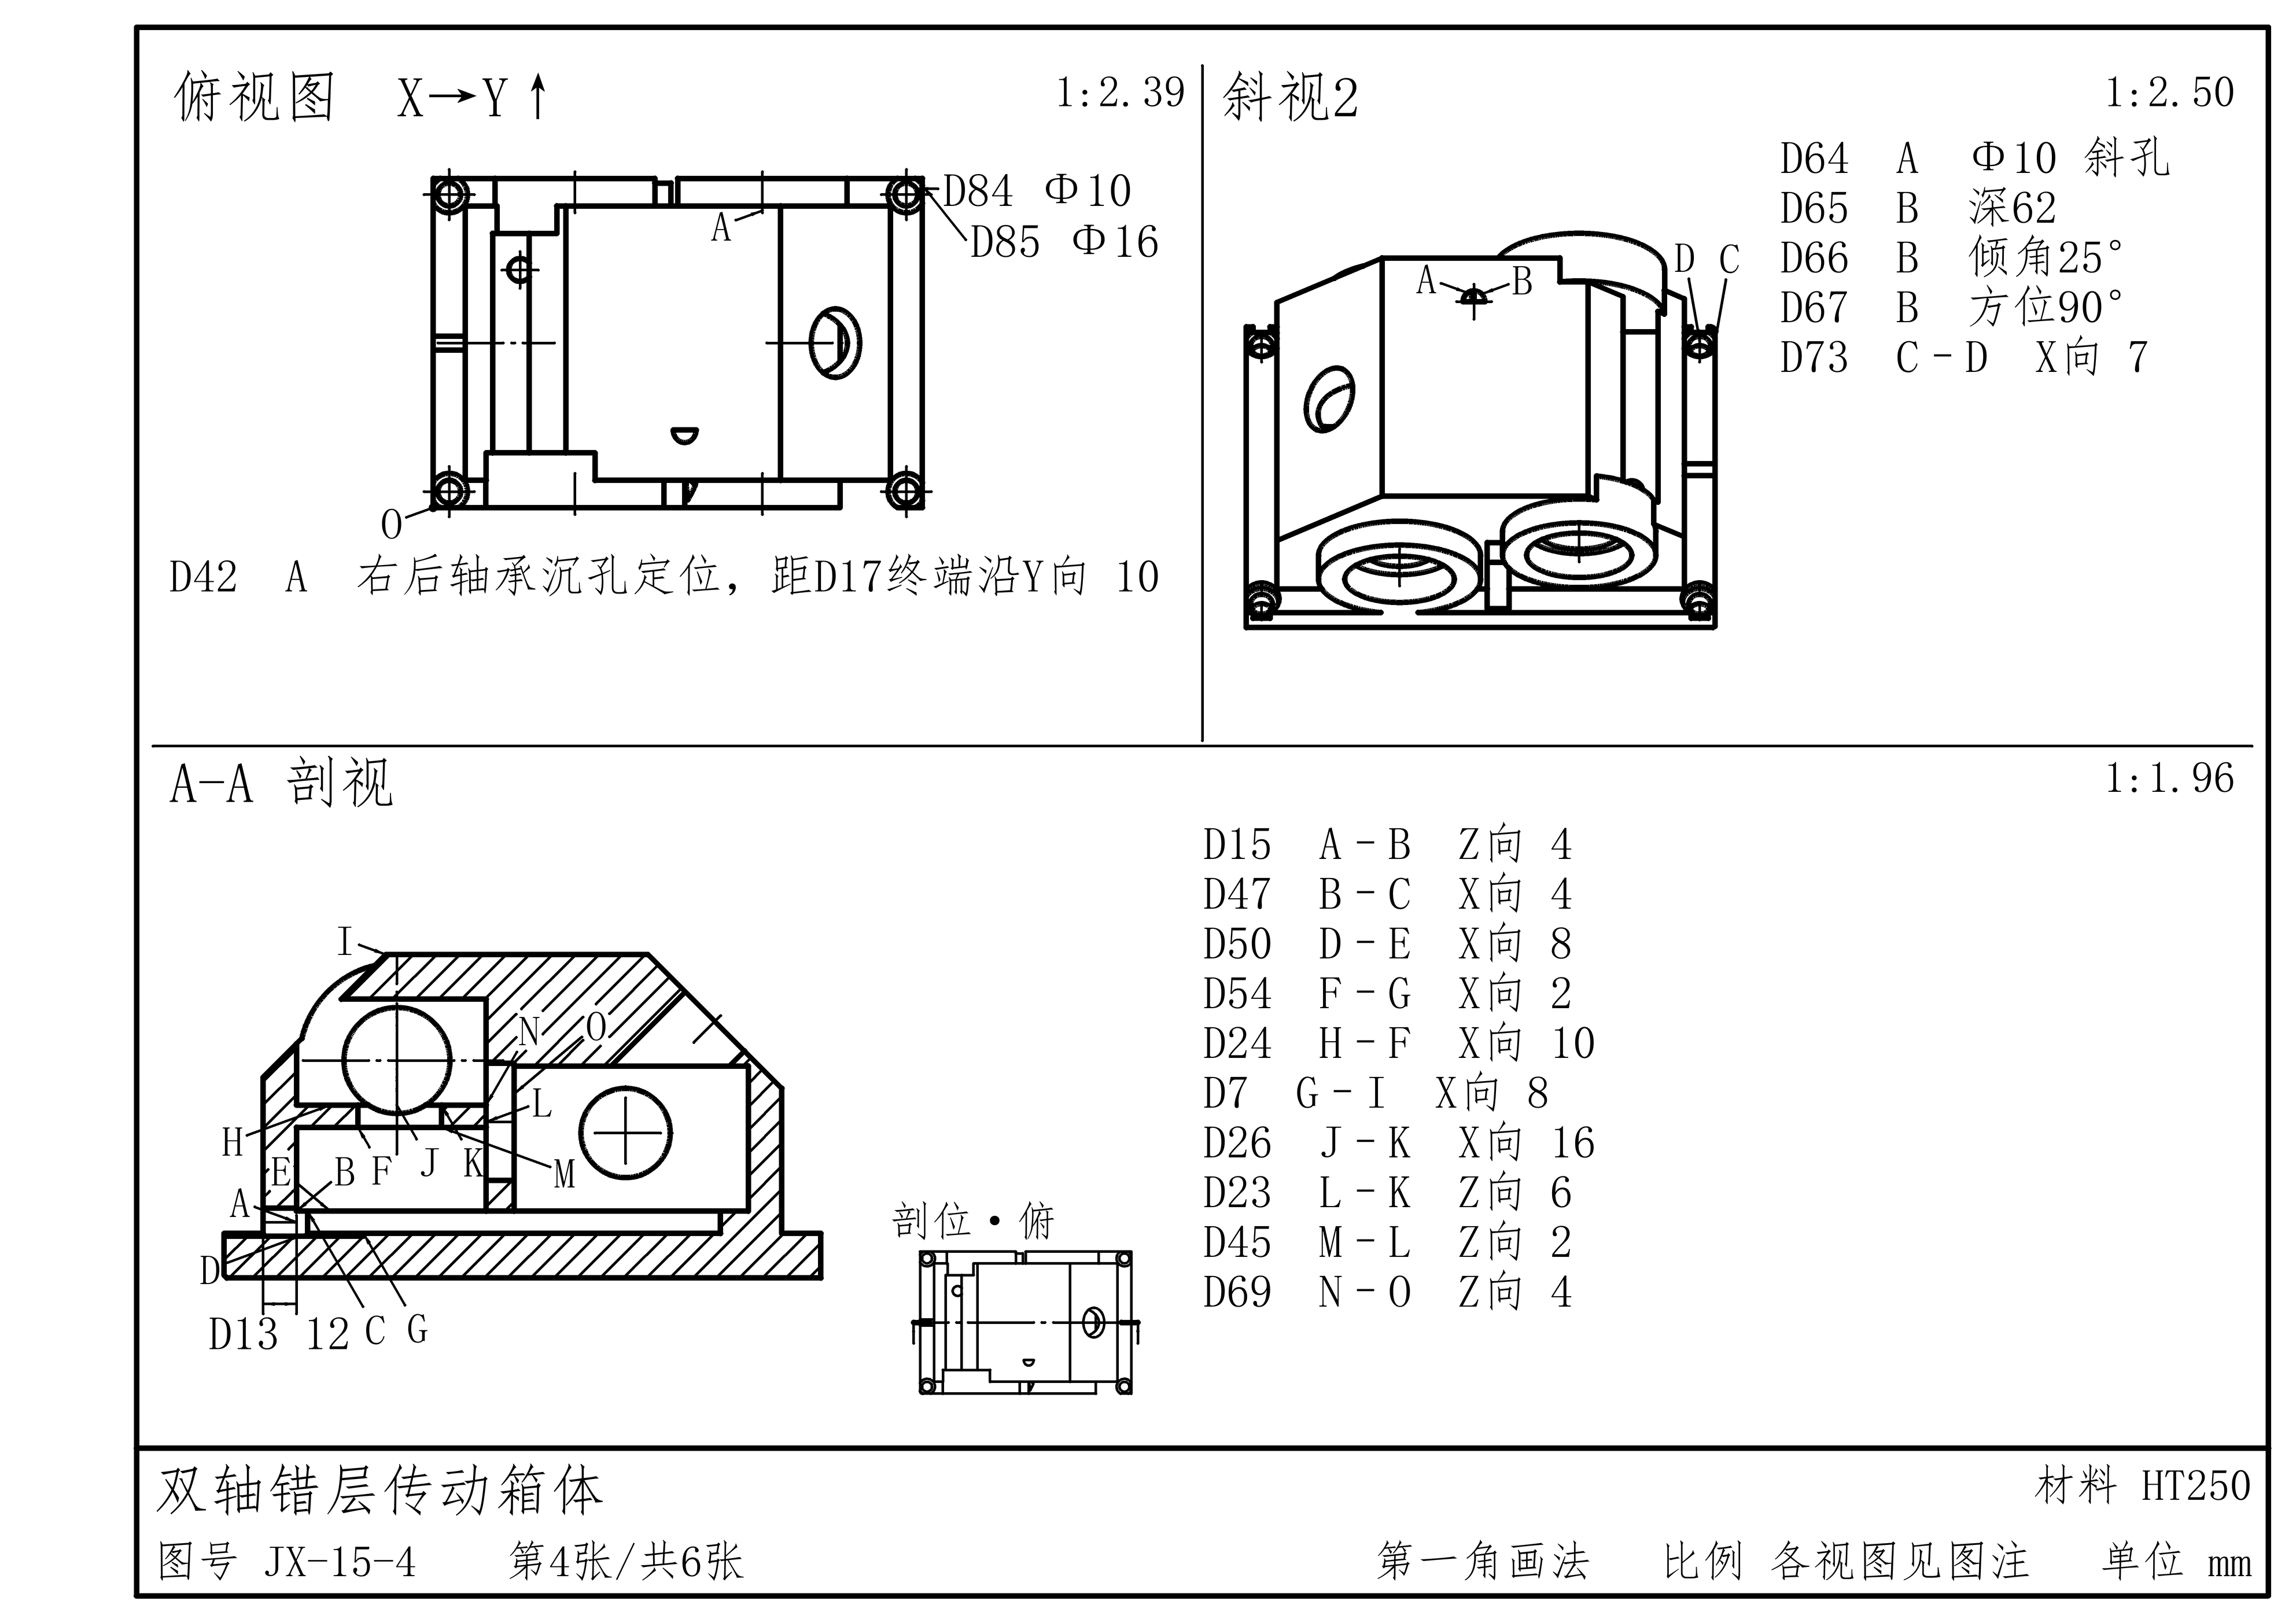 俯视图 X→Y↑ 1:2.39
D84 Φ10
A
D85 Φ16
O
D42 A 右后轴承沉孔定位，距D17终端沿Y向 10
斜视2 1:2.50
D64 A Φ10 斜孔
D65 B 深62
D66 B 倾角25°
D67 B 方位90°
D73 C-D X向 7
D C
A B
A-A 剖视 1:1.96
D15 A-B Z向 4
D47 B-C X向 4
D50 D-E X向 8
D54 F-G X向 2
D24 H-F X向 10
D7 G-I X向 8
D26 J-K X向 16
D23 L-K Z向 6
D45 M-L Z向 2
D69 N-O Z向 4
I
N O
L
H
E B F J K M
A
D
D13 12 C G
剖位·俯
双轴错层传动箱体 材料 HT250
图号 JX-15-4 第4张/共6张 第一角画法 比例 各视图见图注 单位 mm